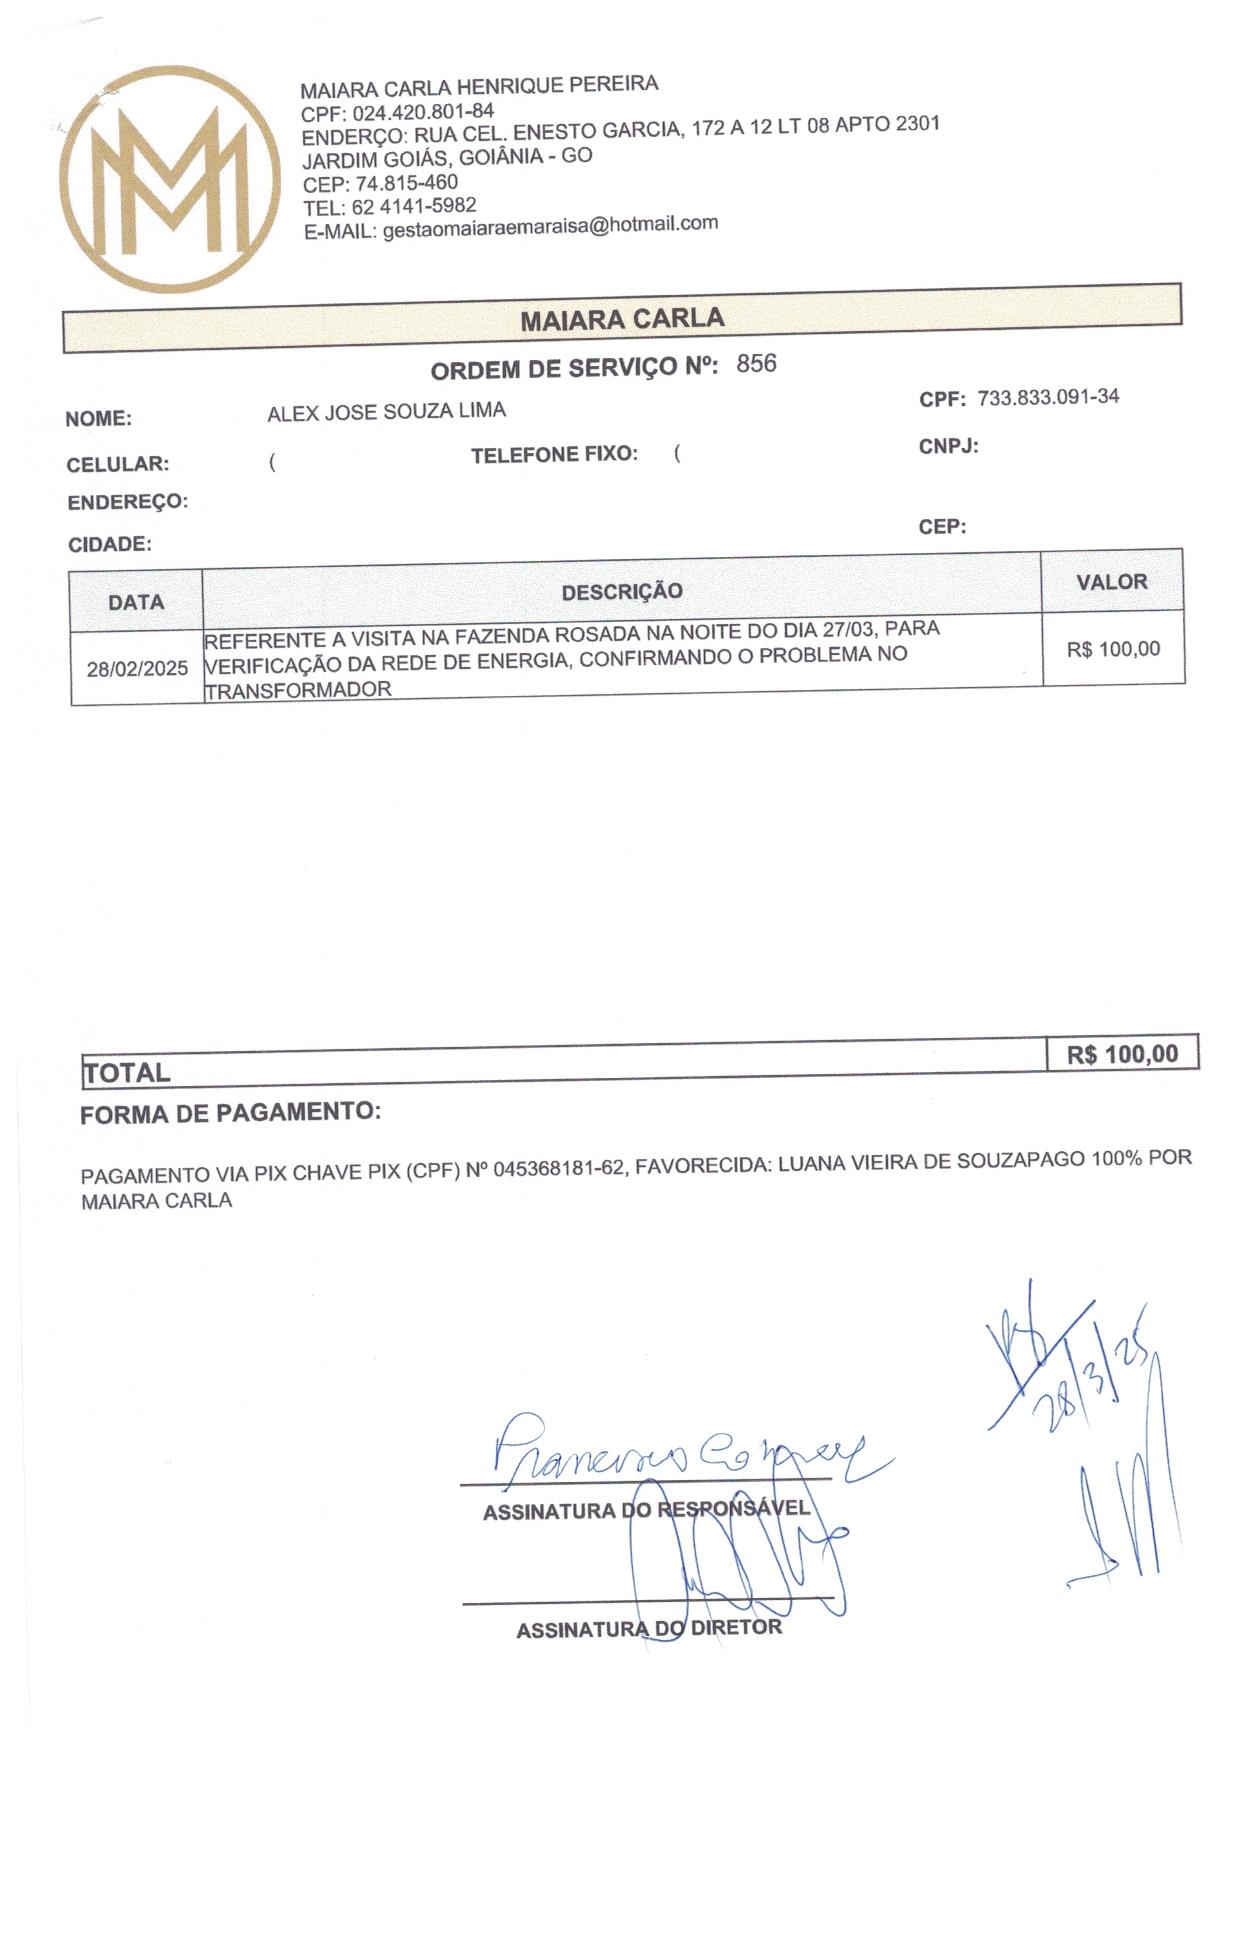 MAIARA CARLA HENRIQUE PEREIRA
CPF: 024.420.801-84
ENDERÇO: RUA CEL. ENESTO GARCIA, 172 A 12 LT 08 APTO 2301
JARDIM GOIÁS, GOIÂNIA - GO
CEP: 74.815-460
TEL: 62 4141-5982
E-MAIL: gestaomaiaraemaraisa@hotmail.com
MAIARA CARLA
ORDEM DE SERVIÇO Nº: 856
NOME: ALEX JOSE SOUZA LIMA CPF: 733.833.091-34
CELULAR: ( TELEFONE FIXO: ( CNPJ:
ENDEREÇO:
CIDADE: CEP:
DATA DESCRIÇÃO VALOR
REFERENTE A VISITA NA FAZENDA ROSADA NA NOITE DO DIA 27/03, PARA
28/02/2025 VERIFICAÇÃO DA REDE DE ENERGIA, CONFIRMANDO O PROBLEMA NO R$ 100,00
TRANSFORMADOR
TOTAL R$ 100,00
FORMA DE PAGAMENTO:
PAGAMENTO VIA PIX CHAVE PIX (CPF) Nº 045368181-62, FAVORECIDA: LUANA VIEIRA DE SOUZAPAGO 100% POR
MAIARA CARLA
28/3/25
ASSINATURA DO RESPONSÁVEL
ASSINATURA DO DIRETOR